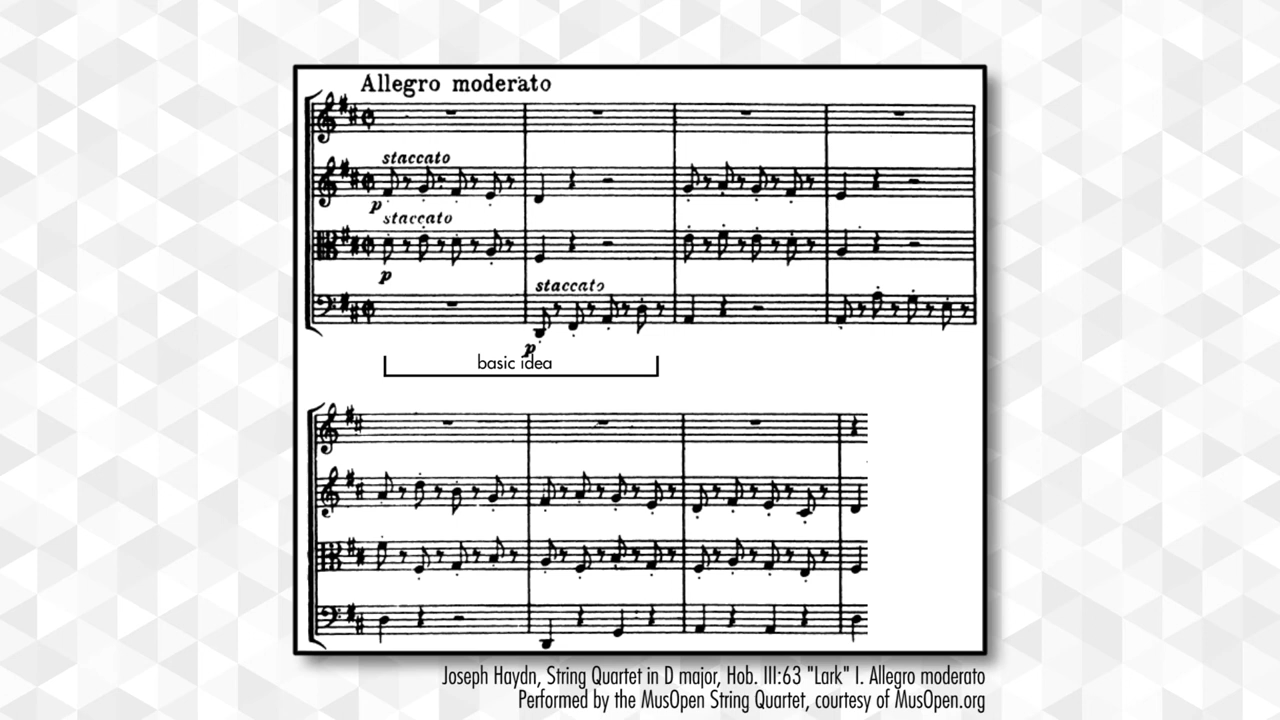 Allegro moderato
staccato
p
staccato
p
staccato
p
basic idea
Joseph Haydn, String Quartet in D major, Hob. III:63 "Lark" I. Allegro moderato
Performed by the MusOpen String Quartet, courtesy of MusOpen.org